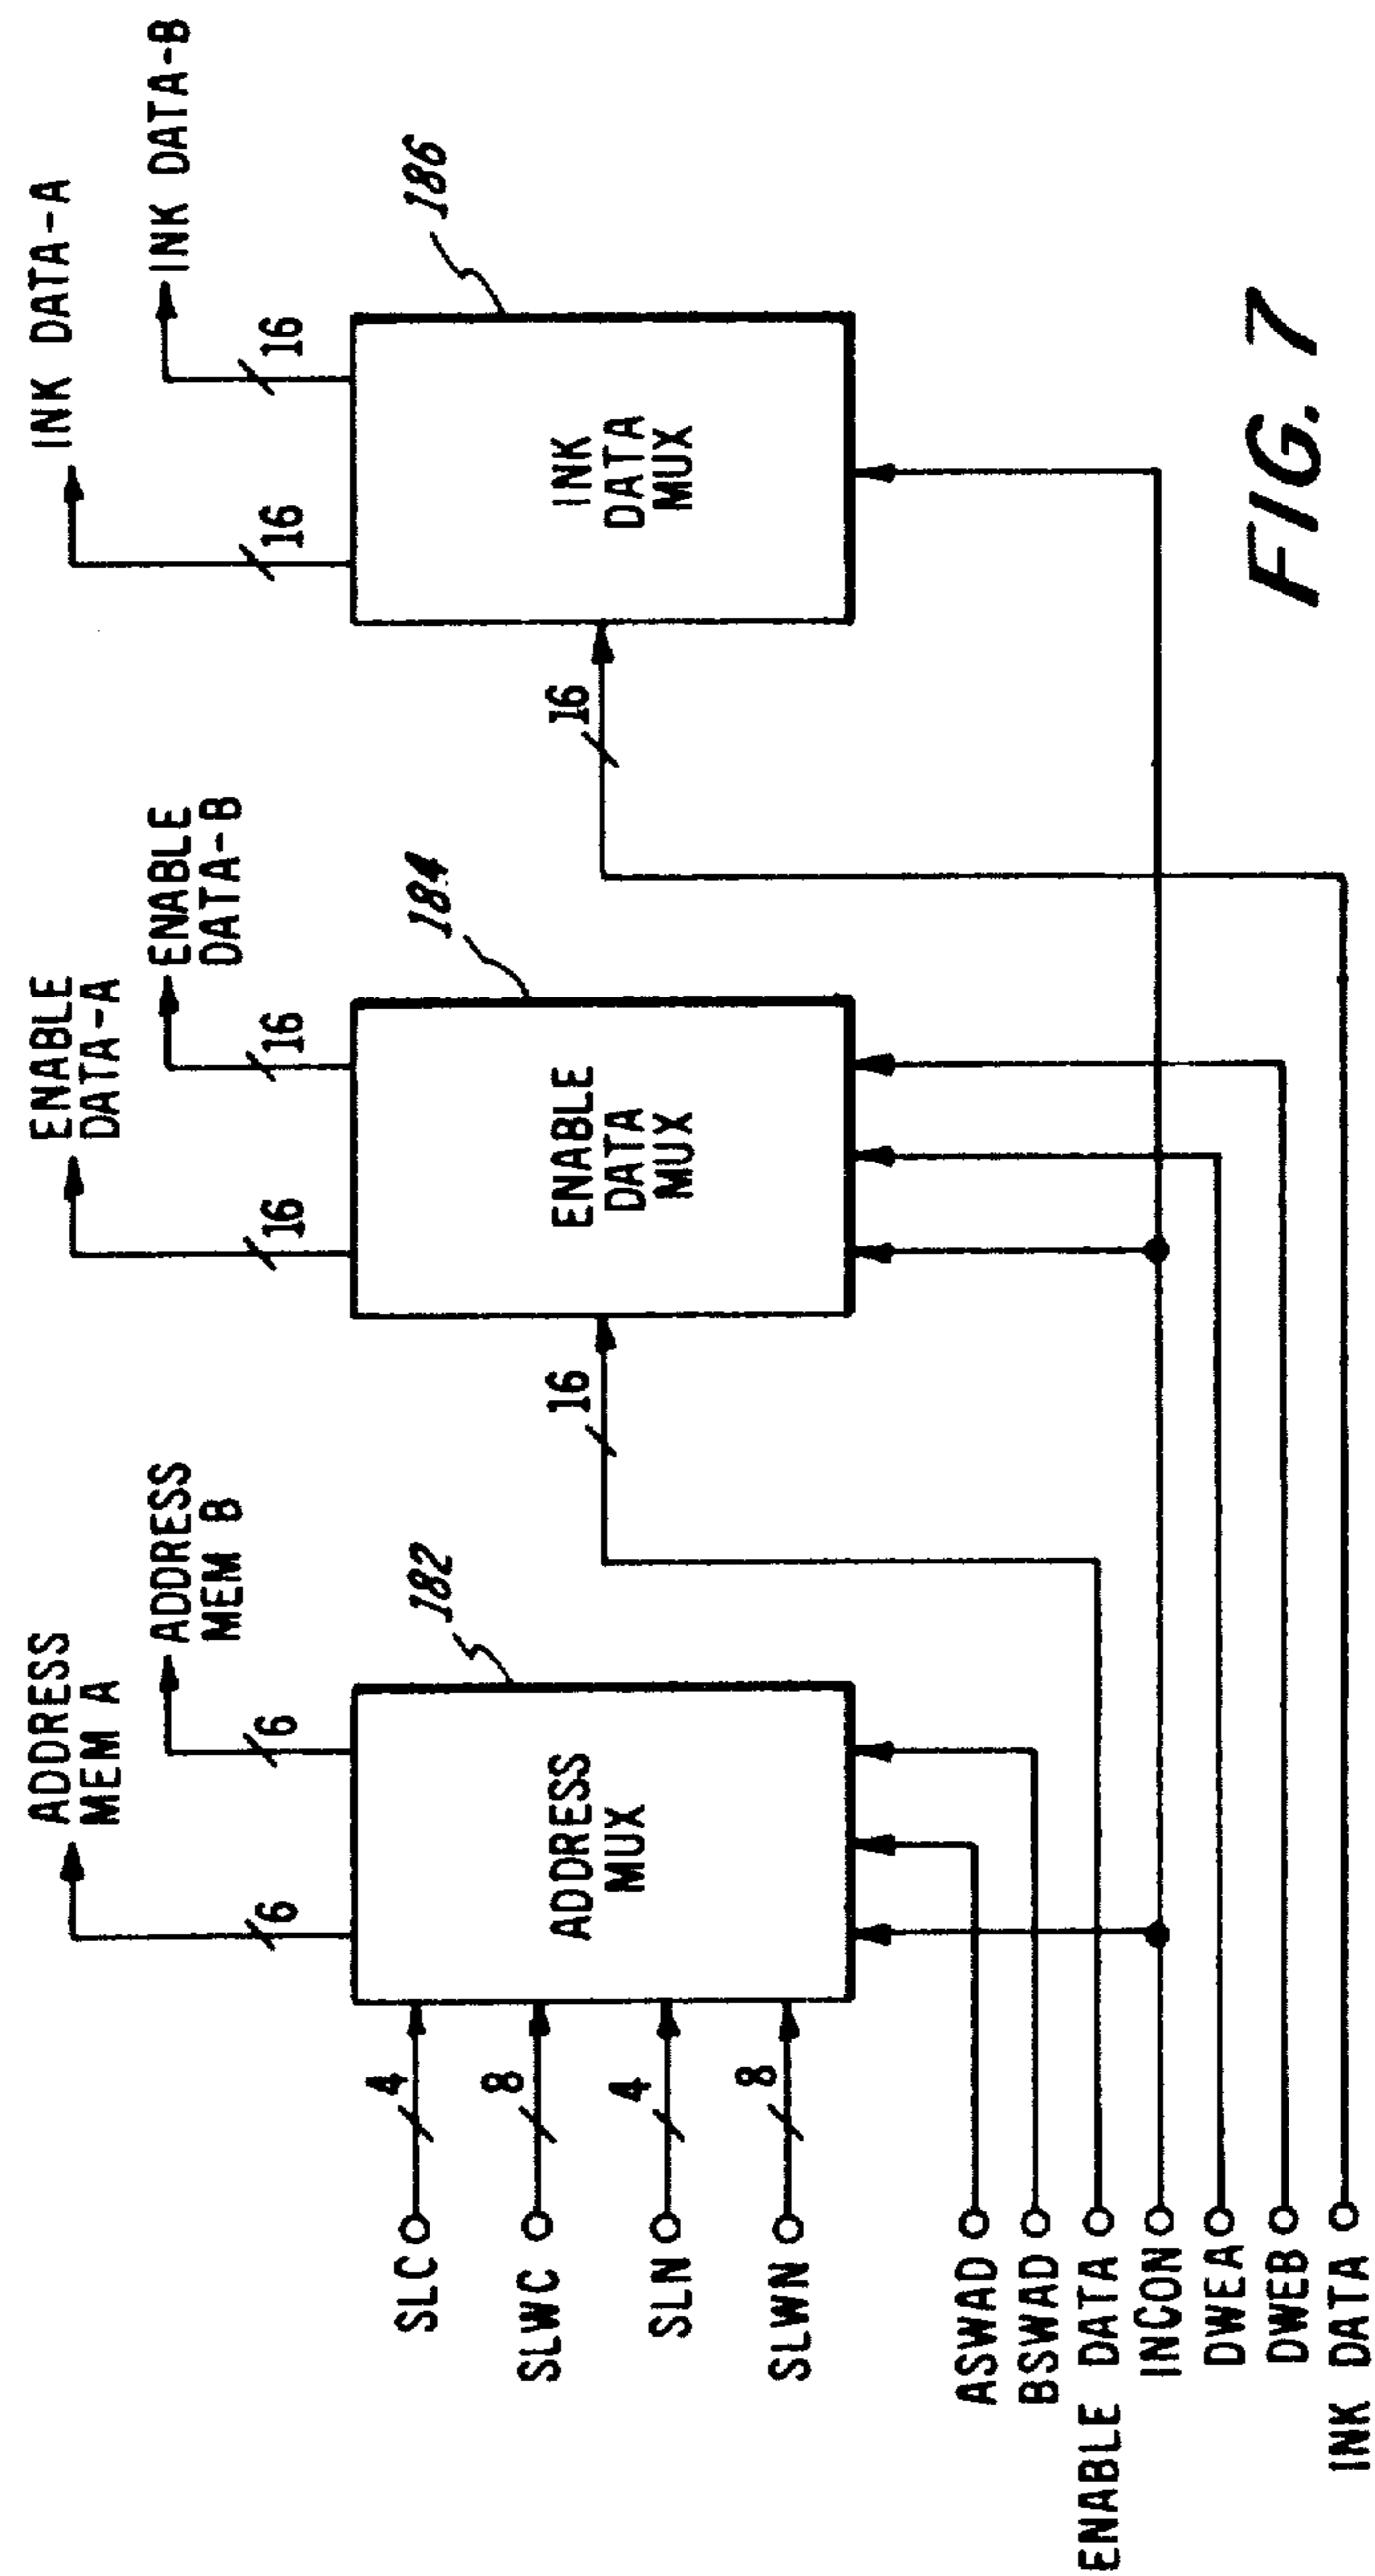 ADDRESS
MEM A
ADDRESS
MEM B
ENABLE
DATA-A
ENABLE
DATA-B
INK DATA-A
INK DATA-B
6
6
16
16
16
16
182
184
186
SLC
4
SLWC
8
SLN
4
SLWN
8
ADDRESS
MUX
16
ENABLE
DATA
MUX
16
INK
DATA
MUX
ASWAD
BSWAD
ENABLE DATA
INCON
DWEA
DWEB
INK DATA
FIG. 7